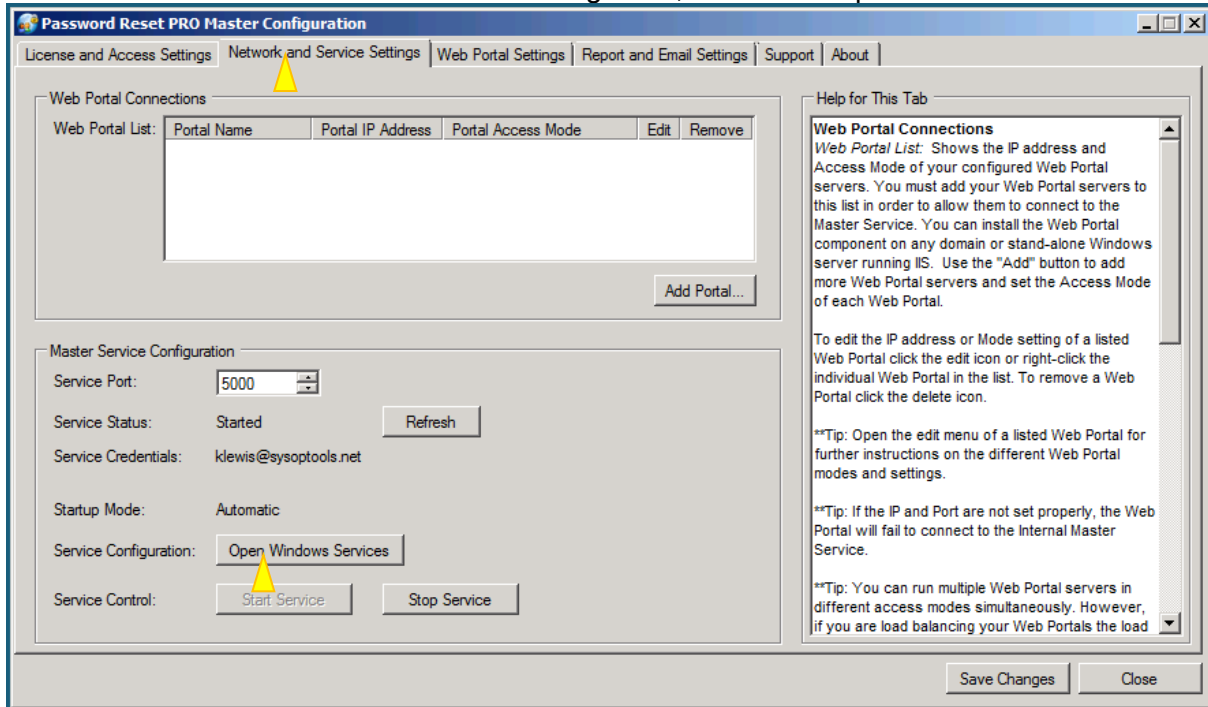 Password Reset PRO Master Configuration
License and Access Settings Network and Service Settings Web Portal Settings Report and Email Settings Support About
Web Portal Connections
Web Portal List: Portal Name Portal IP Address Portal Access Mode Edit Remove
Add Portal...
Master Service Configuration
Service Port: 5000
Service Status: Started Refresh
Service Credentials: klewis@sysoptools.net
Startup Mode: Automatic
Service Configuration: Open Windows Services
Service Control: Start Service Stop Service
Help for This Tab
Web Portal Connections
Web Portal List: Shows the IP address and
Access Mode of your configured Web Portal
servers. You must add your Web Portal servers to
this list in order to allow them to connect to the
Master Service. You can install the Web Portal
component on any domain or stand-alone Windows
server running IIS. Use the "Add" button to add
more Web Portal servers and set the Access Mode
of each Web Portal.
To edit the IP address or Mode setting of a listed
Web Portal click the edit icon or right-click the
individual Web Portal in the list. To remove a Web
Portal click the delete icon.
**Tip: Open the edit menu of a listed Web Portal for
further instructions on the different Web Portal
modes and settings.
**Tip: If the IP and Port are not set properly, the Web
Portal will fail to connect to the Internal Master
Service.
**Tip: You can run multiple Web Portal servers in
different access modes simultaneously. However,
if you are load balancing your Web Portals the load
Save Changes Close